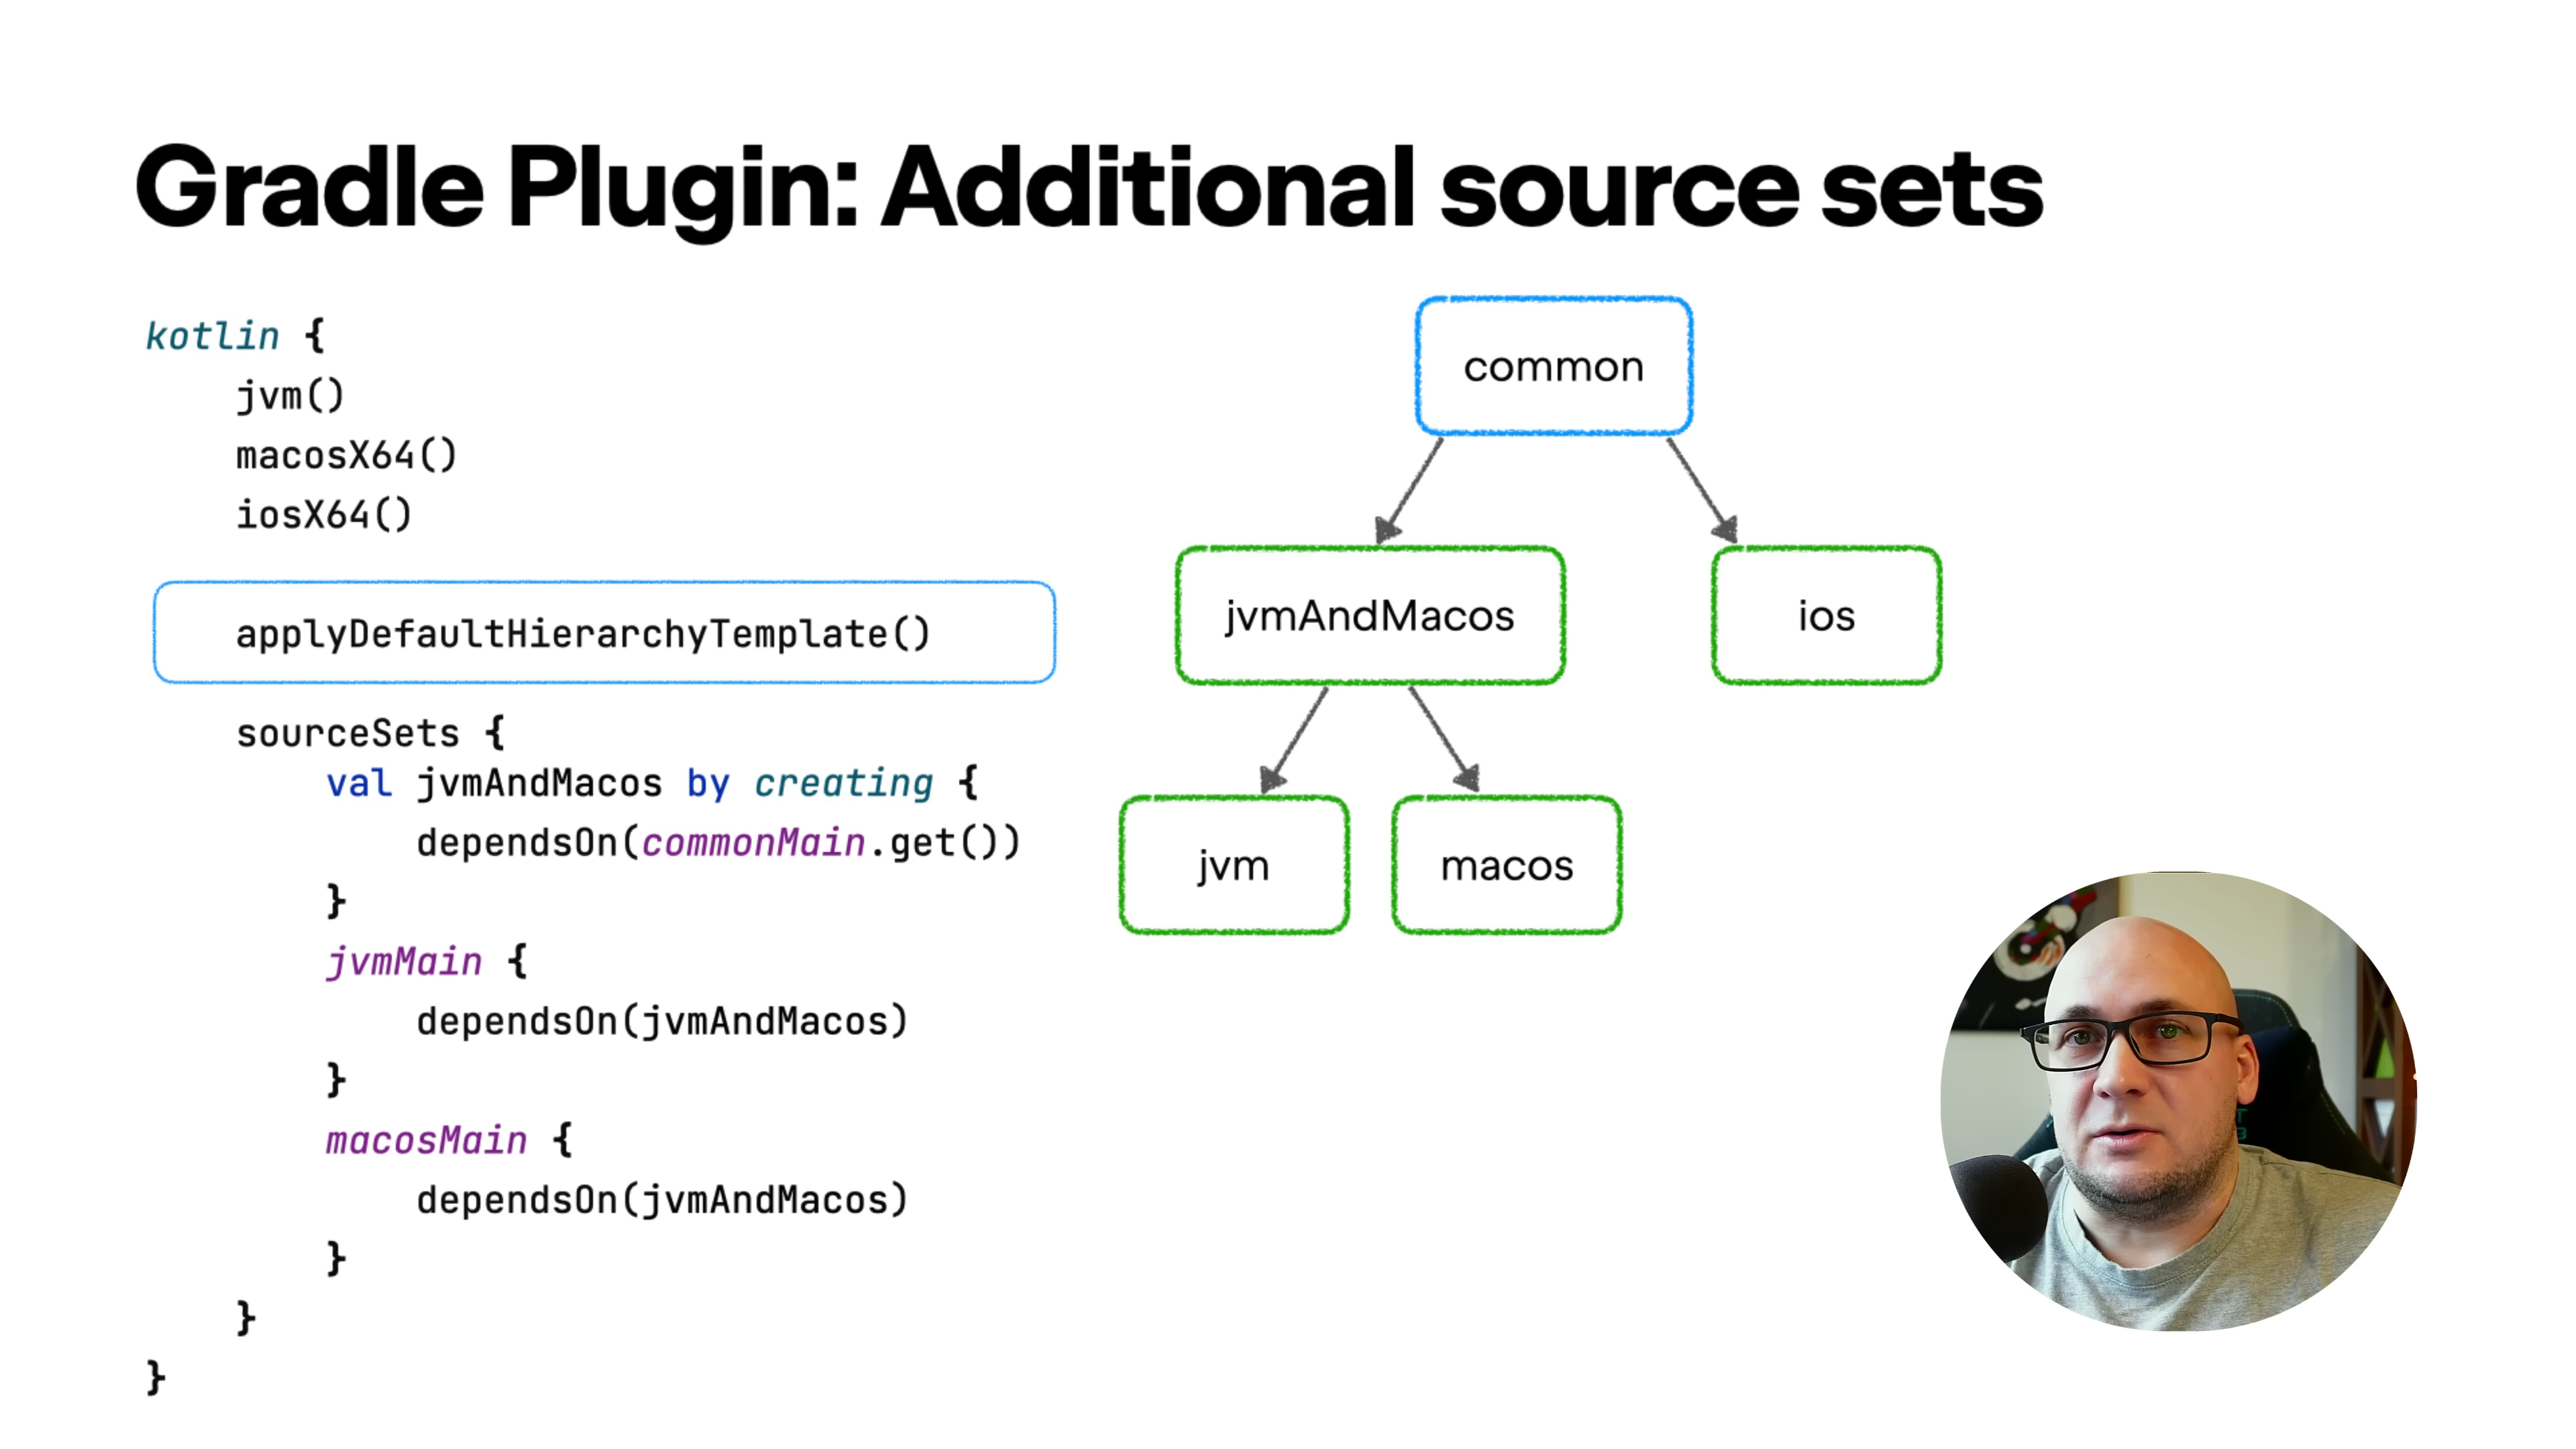 Gradle Plugin: Additional source sets
kotlin {
jvm()
macosX64()
iosX64()
applyDefaultHierarchyTemplate()
sourceSets {
val jvmAndMacos by creating {
dependsOn(commonMain.get())
}
jvmMain {
dependsOn(jvmAndMacos)
}
macosMain {
dependsOn(jvmAndMacos)
}
}
}
common
jvmAndMacos
ios
jvm
macos